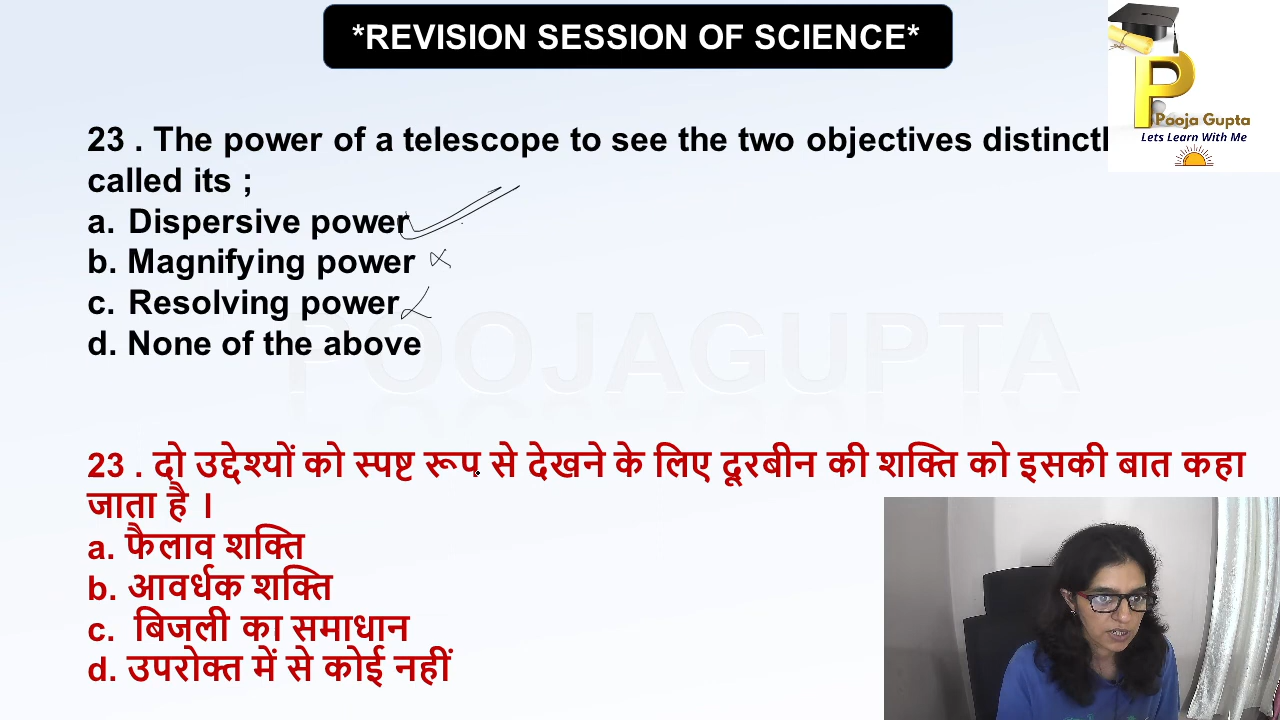 *REVISION SESSION OF SCIENCE*
Pooja Gupta
Lets Learn With Me
23 . The power of a telescope to see the two objectives
called its ;
a. Dispersive power
b. Magnifying power
c. Resolving power
d. None of the above
POOJAGUPTA
23 . दो उद्देश्यों को स्पष्ट रूप से देखने के लिए दूरबीन की शक्ति को इसकी बात कहा
जाता है ।
a. फैलाव शक्ति
b. आवर्धक शक्ति
c. बिजली का समाधान
d. उपरोक्त में से कोई नहीं